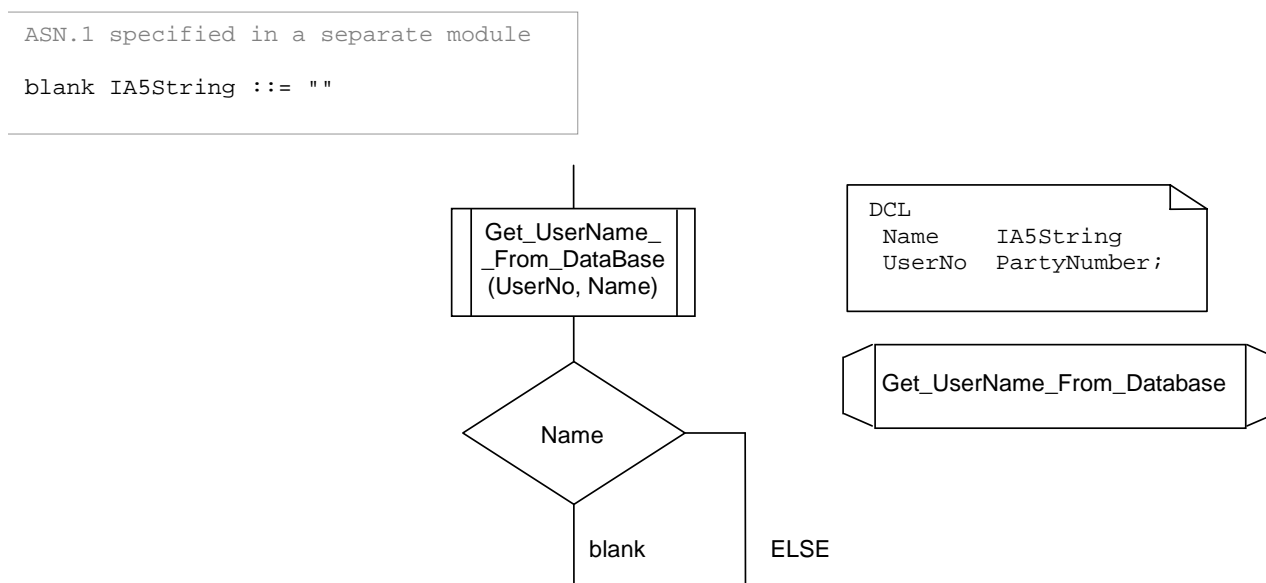 ASN.1 specified in a separate module
blank IA5String ::= ""
Get_UserName_
_From_DataBase
(UserNo, Name)
DCL
Name IA5String
UserNo PartyNumber;
Get_UserName_From_Database
Name
blank
ELSE